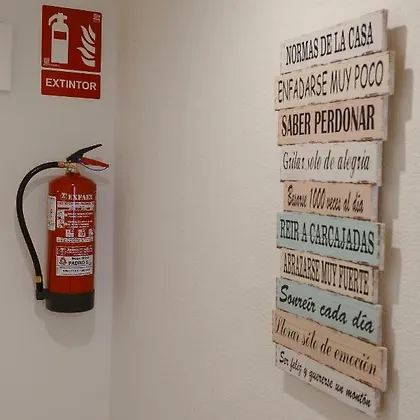 EXTINTOR
EXFAEX
NORMAS DE LA CASA
ENFADARSE MUY POCO
SABER PERDONAR
Gritar sólo de alegría
Besarse 1000 veces al día
REIR A CARCAJADAS
ABRAZARSE MUY FUERTE
Sonreír cada día
Llorar sólo de emoción
Ser feliz y quererse un montón